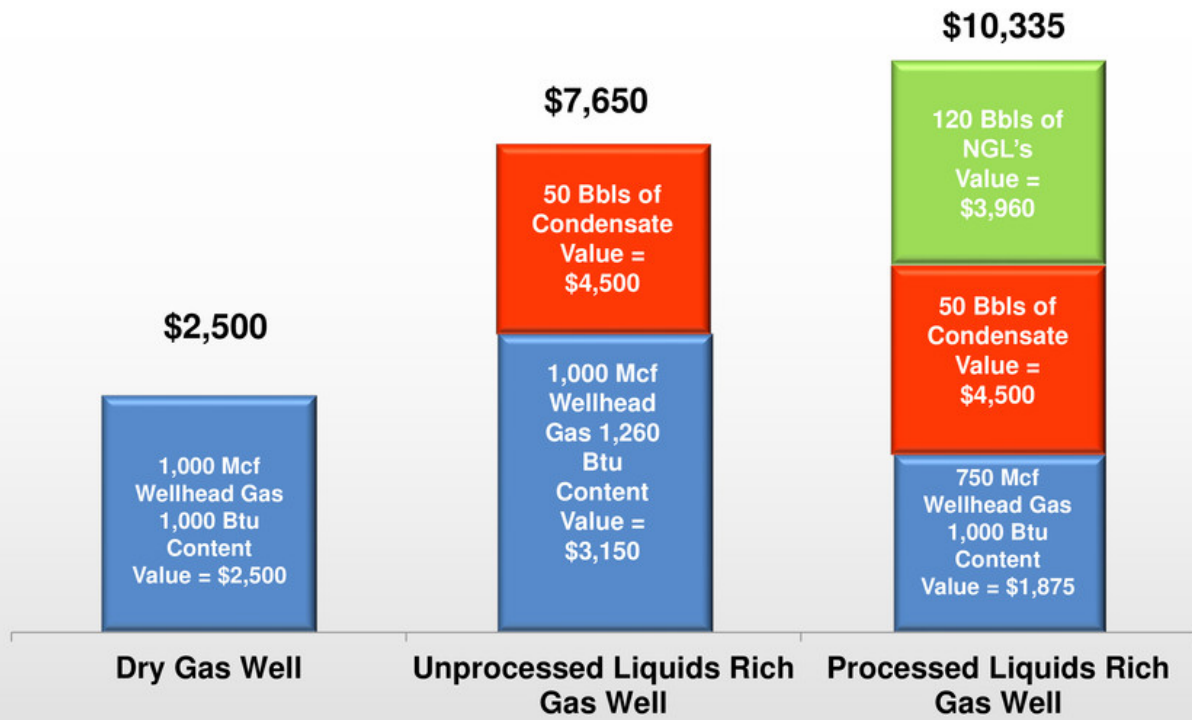 $2,500
1,000 Mcf
Wellhead Gas
1,000 Btu
Content
Value = $2,500
Dry Gas Well
$7,650
50 Bbls of
Condensate
Value =
$4,500
1,000 Mcf
Wellhead
Gas 1,260
Btu
Content
Value =
$3,150
Unprocessed Liquids Rich
Gas Well
$10,335
120 Bbls of
NGL's
Value =
$3,960
50 Bbls of
Condensate
Value =
$4,500
750 Mcf
Wellhead Gas
1,000 Btu
Content
Value = $1,875
Processed Liquids Rich
Gas Well